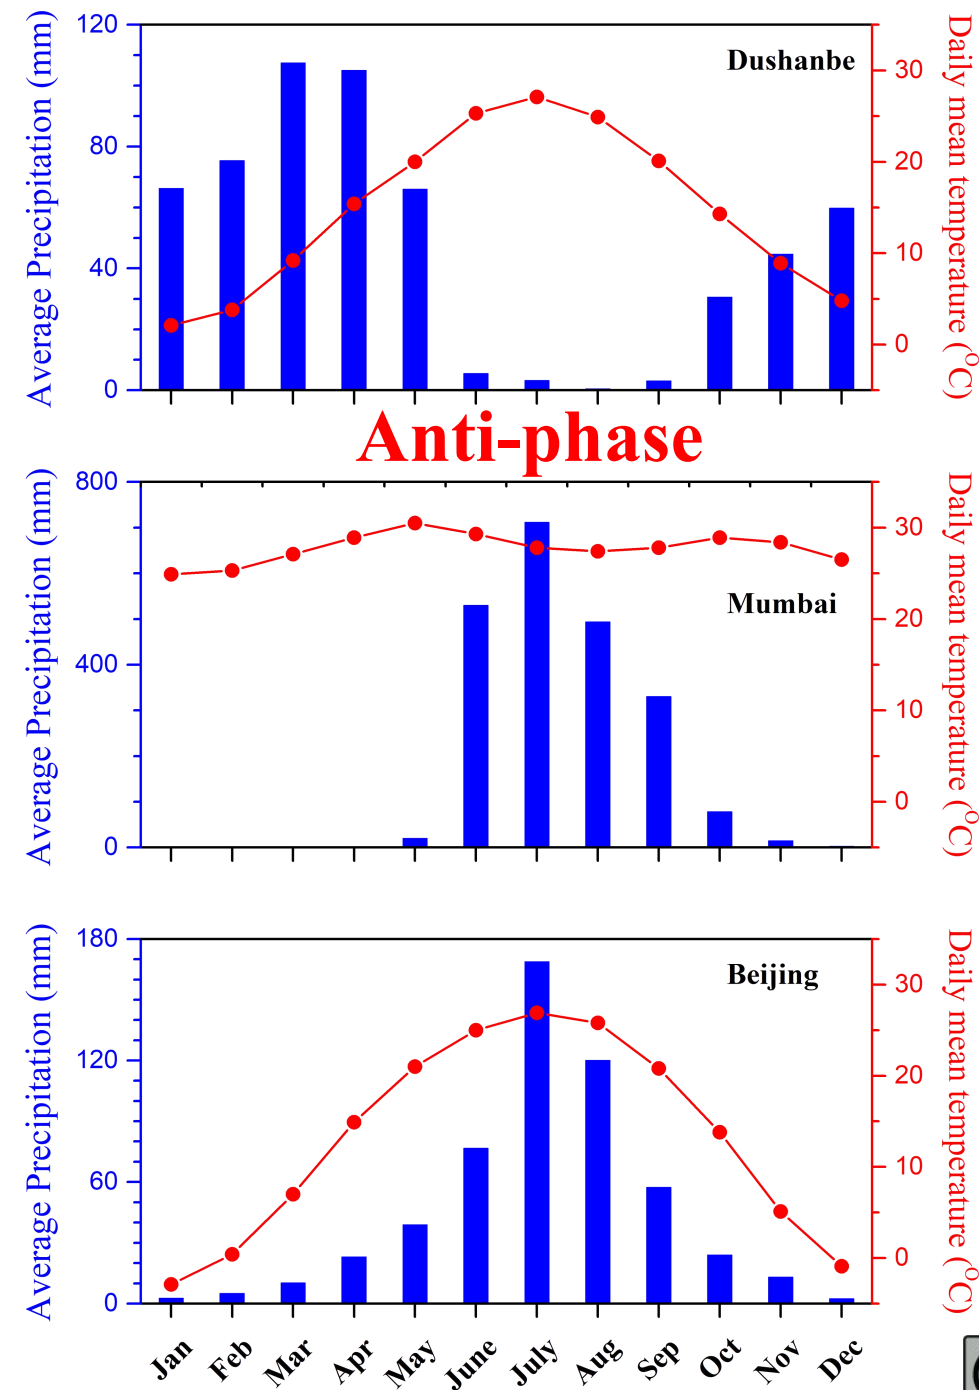 Average Precipitation (mm)
120
80
40
0
Dushanbe
30
20
10
0
Daily mean temperature (°C)
Anti-phase
Average Precipitation (mm)
800
400
0
Mumbai
30
20
10
0
Daily mean temperature (°C)
Average Precipitation (mm)
180
120
60
0
Beijing
30
20
10
0
Daily mean temperature (°C)
Jan Feb Mar Apr May June July Aug Sep Oct Nov Dec